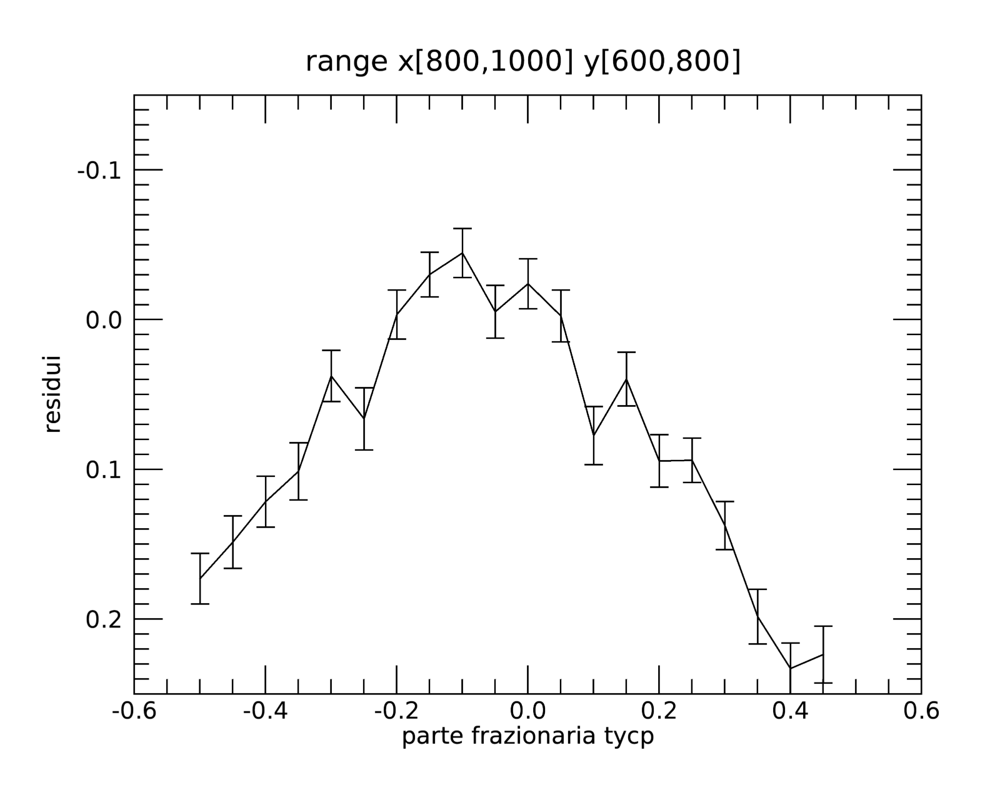 range x[800,1000] y[600,800]
-0.1
0.0
0.1
0.2
residui
-0.6 -0.4 -0.2 0.0 0.2 0.4 0.6
parte frazionaria tycp